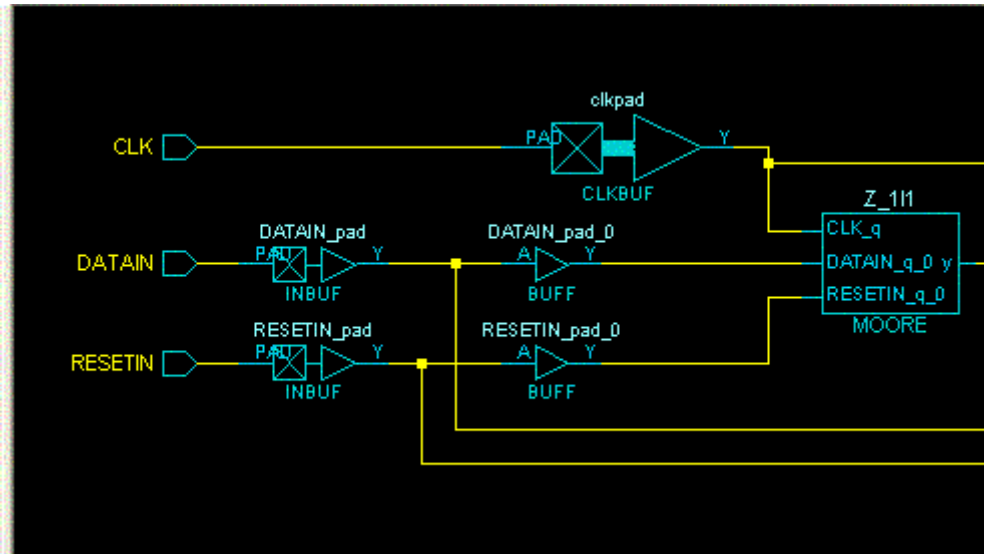 clkpad
CLK PAD Y
CLKBUF
Z_1I1
CLK_q
DATAIN_pad DATAIN_pad_0
DATAIN PAD Y A Y DATAIN_q_0 y
INBUF BUFF
RESETIN_q_0
MOORE
RESETIN_pad RESETIN_pad_0
RESETIN PAD Y A Y
INBUF BUFF